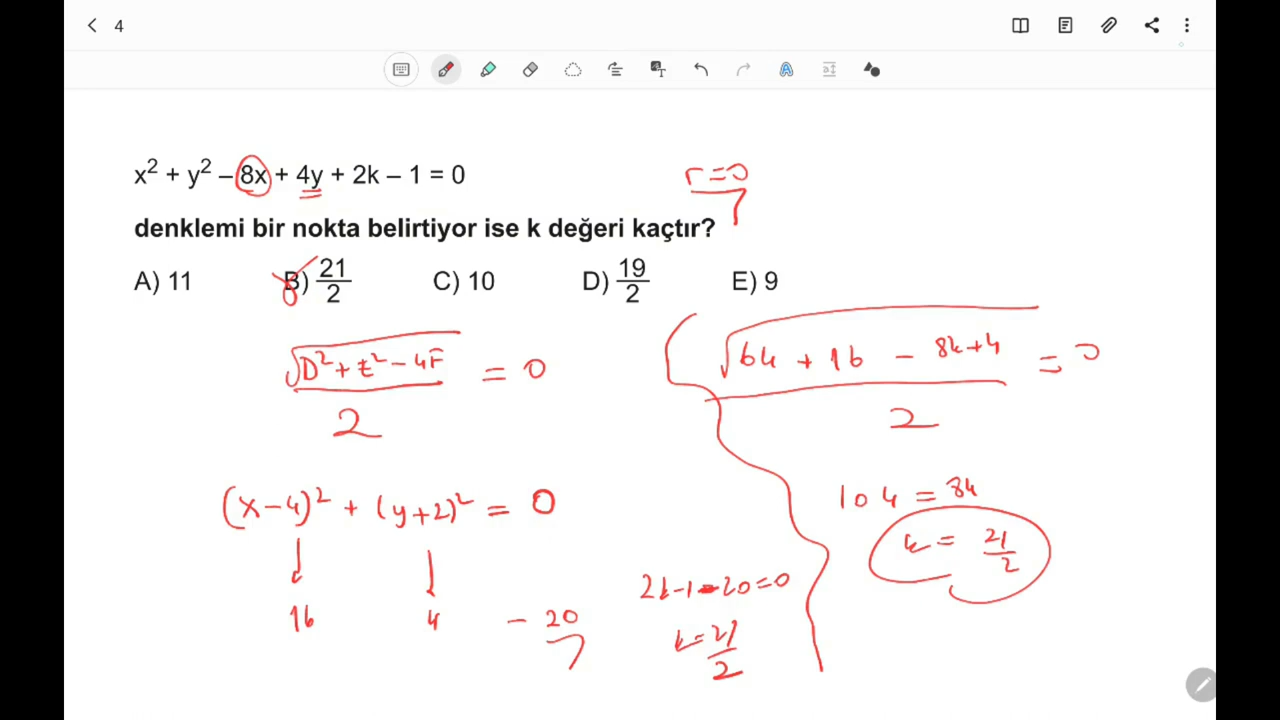 4
x² + y² – 8x + 4y + 2k – 1 = 0
r = 0
denklemi bir nokta belirtiyor ise k değeri kaçtır?
A) 11 B) 21/2 C) 10 D) 19/2 E) 9
√(D² + E² – 4F) / 2 = 0
√(64 + 16 – 8k + 4) / 2 = 0
(x – 4)² + (y + 2)² = 0
16 4 – 20
2k – 1 – 20 = 0
k = 21/2
= 8k
k = 21/2